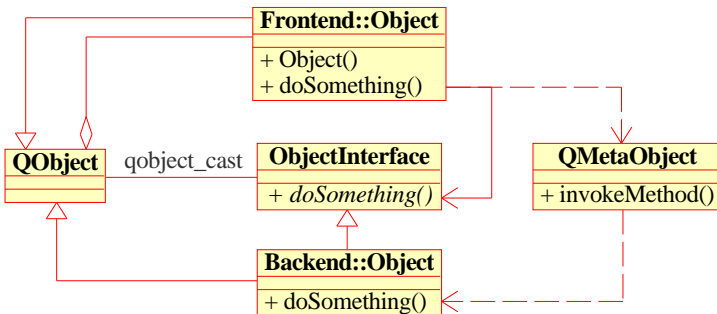 Frontend::Object
+ Object()
+ doSomething()
QObject
qobject_cast
ObjectInterface
+ doSomething()
QMetaObject
+ invokeMethod()
Backend::Object
+ doSomething()